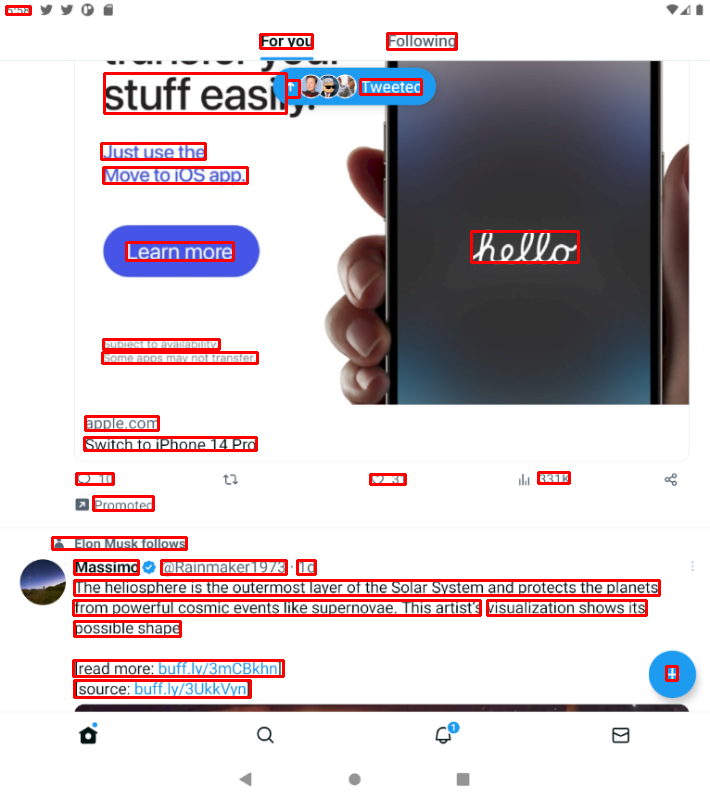 For you Following
transfer your
stuff easily.
Tweeted
Just use the
Move to iOS app.
Learn more
hello
Subject to availability.
Some apps may not transfer.
apple.com
Switch to iPhone 14 Pro
10 31 331K
Promoted
Elon Musk follows
Massimo @Rainmaker1973 · 1d
The heliosphere is the outermost layer of the Solar System and protects the planets
from powerful cosmic events like supernovae. This artist's visualization shows its
possible shape
[read more: buff.ly/3mCBkhn]
[source: buff.ly/3UkkVyn]
1